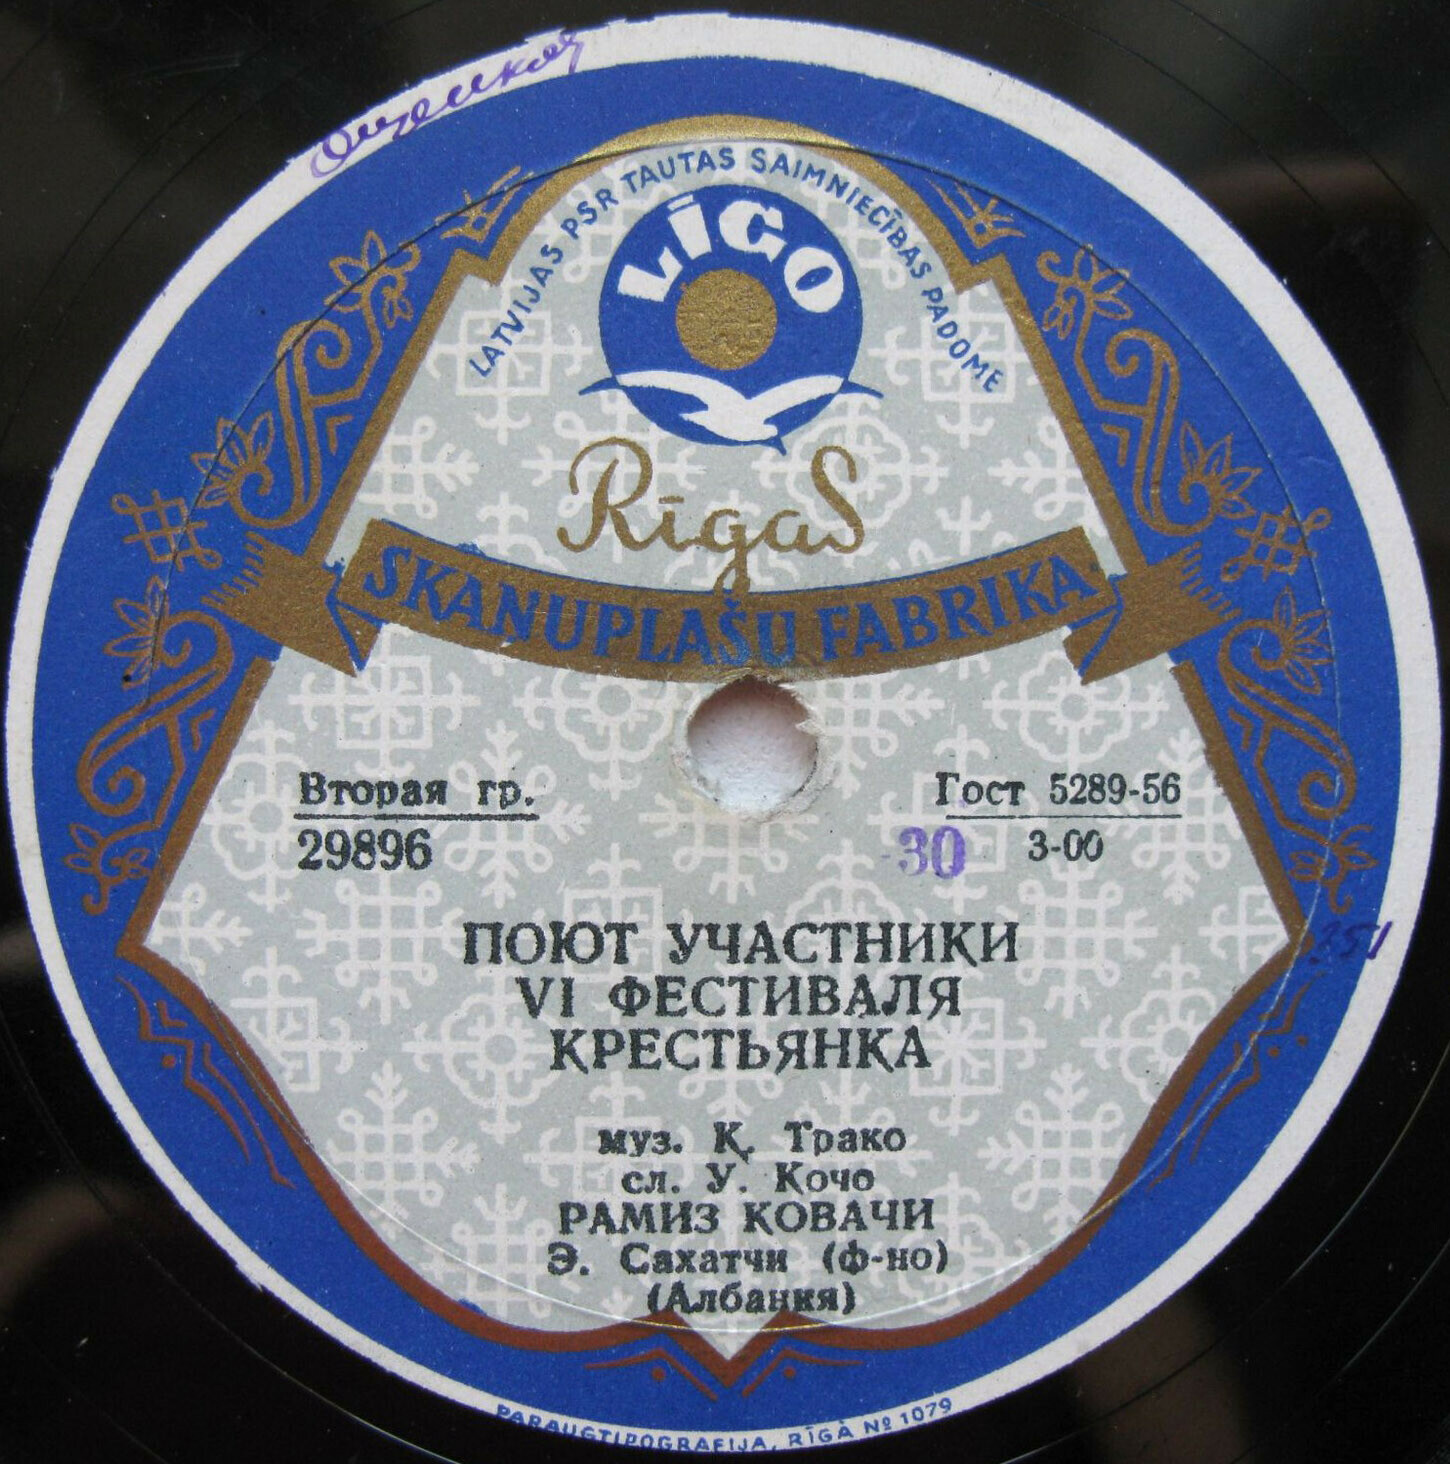 LATVIJAS PSR TAUTAS SAIMNIECĪBAS PADOME
LĪGO
Rīgas
SKANUPLAŠU FABRIKA
Вторая гр.
Гост 5289-56
29896
30
3-00
ПОЮТ УЧАСТНИКИ
VI ФЕСТИВАЛЯ
КРЕСТЬЯНКА
муз. К. Трако
сл. У. Кочо
РАМИЗ КОВАЧИ
Э. Сахатчи (ф-но)
(Албания)
PARAUGTIPOGRAFIJA, RĪGĀ № 1079